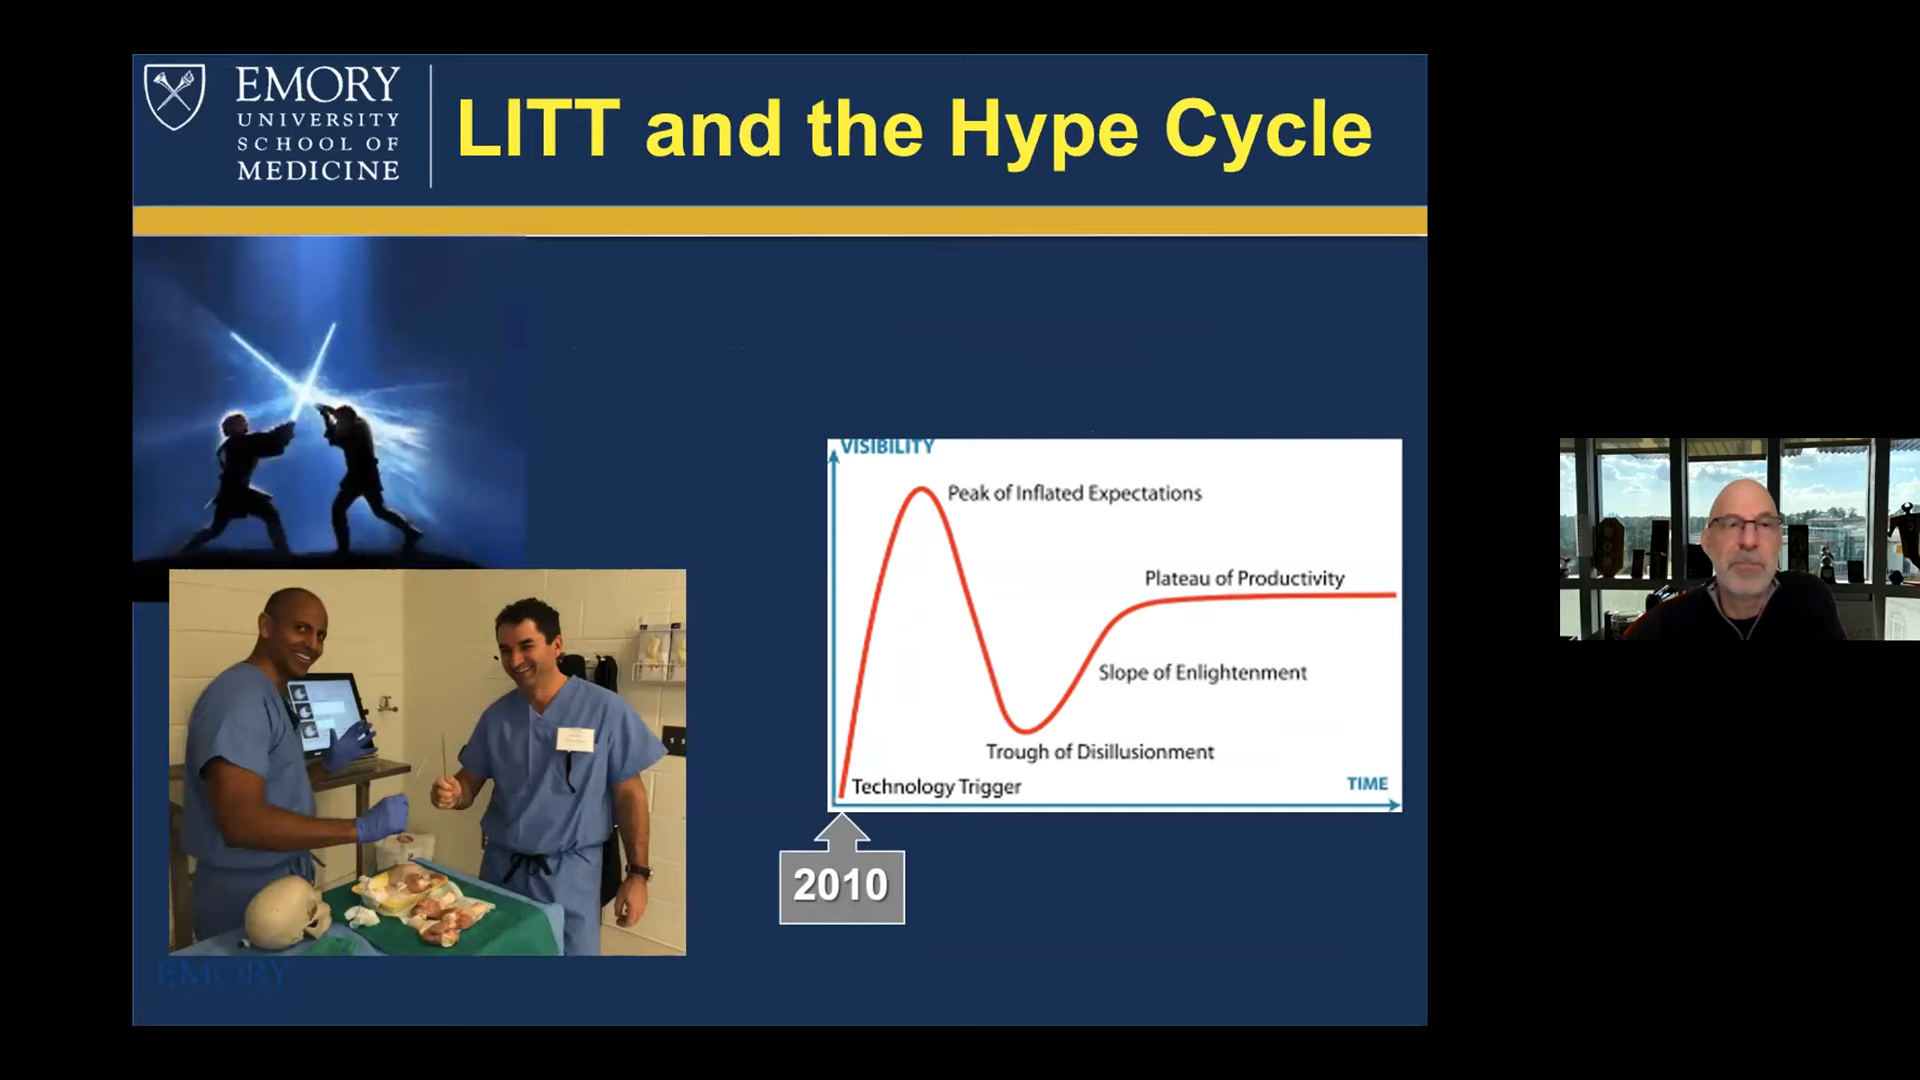 EMORY
UNIVERSITY
SCHOOL OF
MEDICINE
LITT and the Hype Cycle
VISIBILITY
Peak of Inflated Expectations
Plateau of Productivity
Slope of Enlightenment
Trough of Disillusionment
Technology Trigger
TIME
2010
EMORY